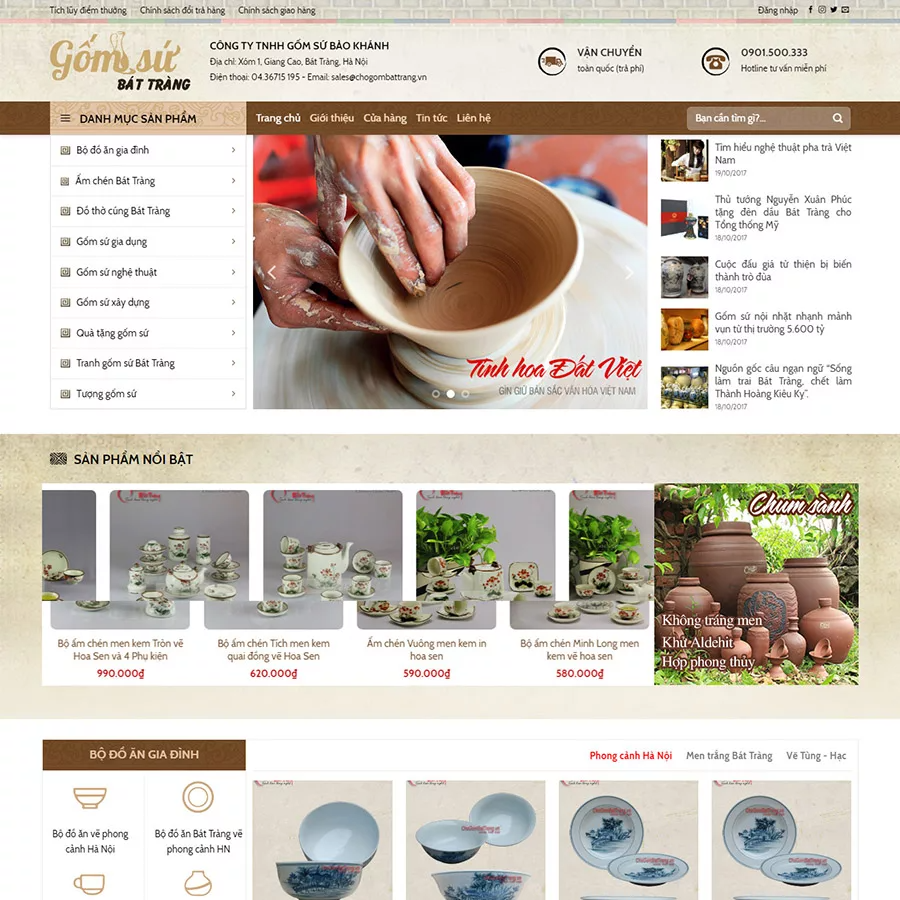 Tích lũy điểm thưởng
Chính sách đổi trả hàng
Chính sách giao hàng
Đăng nhập
Gốm sứ
BÁT TRÀNG
CÔNG TY TNHH GỐM SỨ BẢO KHÁNH
Địa chỉ: Xóm 1, Giang Cao, Bát Tràng, Hà Nội
Điện thoại: 04.36715 195 - Email: sales@chogombattrang.vn
VẬN CHUYỂN
toàn quốc (trả phí)
0901.500.333
Hotline tư vấn miễn phí
DANH MỤC SẢN PHẨM
Trang chủ
Giới thiệu
Cửa hàng
Tin tức
Liên hệ
Bạn cần tìm gì?...
Bộ đồ ăn gia đình
Ấm chén Bát Tràng
Đồ thờ cúng Bát Tràng
Gốm sứ gia dụng
Gốm sứ nghệ thuật
Gốm sứ xây dựng
Quà tặng gốm sứ
Tranh gốm sứ Bát Tràng
Tượng gốm sứ
Tinh hoa Đất Việt
GÌN GIỮ BẢN SẮC VĂN HÓA VIỆT NAM
Tìm hiểu nghệ thuật pha trà Việt
Nam
19/10/2017
Thủ tướng Nguyễn Xuân Phúc
tặng đèn dầu Bát Tràng cho
Tổng thống Mỹ
18/10/2017
Cuộc đấu giá từ thiện bị biến
thành trò đùa
18/10/2017
Gốm sứ nội nhặt nhạnh mảnh
vụn từ thị trường 5.600 tỷ
18/10/2017
Nguồn gốc câu ngạn ngữ “Sống
làm trai Bát Tràng, chết làm
Thành Hoàng Kiêu Kỵ”.
18/10/2017
SẢN PHẨM NỔI BẬT
Bộ ấm chén men kem Tròn vẽ
Hoa Sen và 4 Phụ kiện
990.000₫
Bộ ấm chén Tích men kem
quai đồng vẽ Hoa Sen
620.000₫
Ấm chén Vuông men kem in
hoa sen
590.000₫
Bộ ấm chén Minh Long men
kem vẽ hoa sen
580.000₫
Chum sành
Không tráng men
Khử Aldehit
Hợp phong thủy
BỘ ĐỒ ĂN GIA ĐÌNH
Phong cảnh Hà Nội
Men trắng Bát Tràng
Vẽ Tùng - Hạc
Bộ đồ ăn vẽ phong
cảnh Hà Nội
Bộ đồ ăn Bát Tràng vẽ
phong cảnh HN